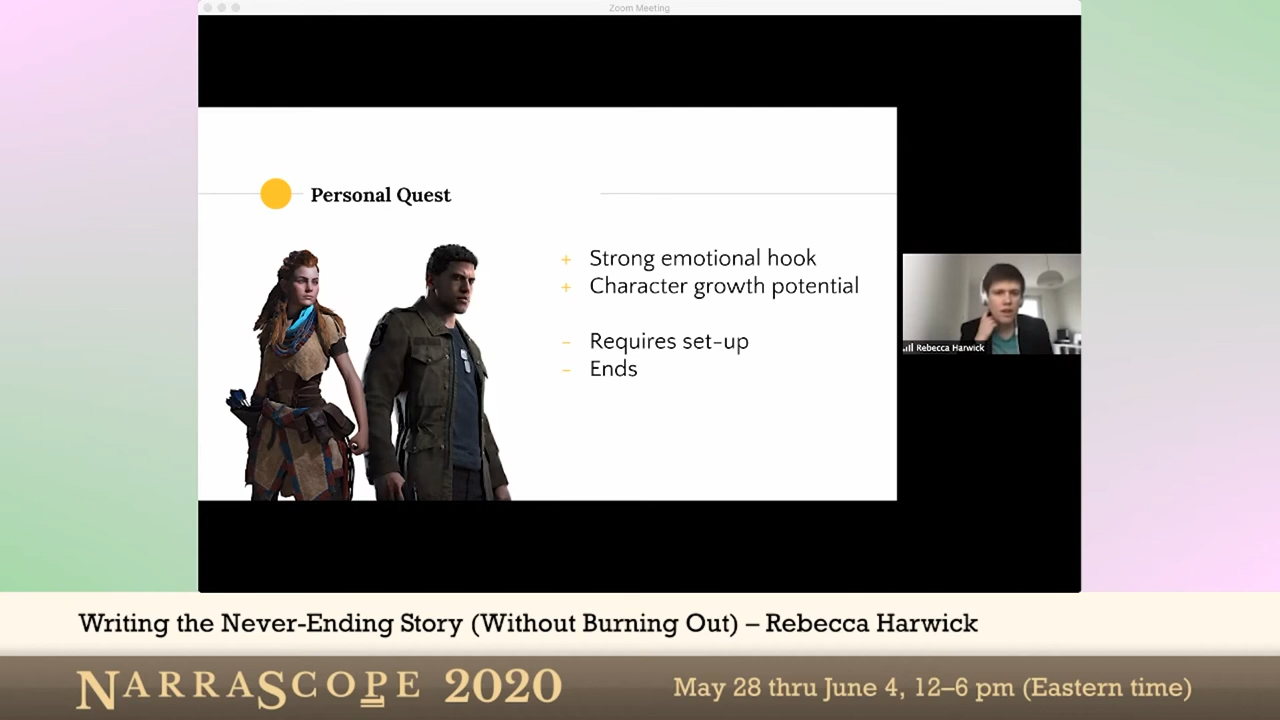 Zoom Meeting
Personal Quest
+ Strong emotional hook
+ Character growth potential
– Requires set-up
– Ends
Rebecca Harwick
Writing the Never-Ending Story (Without Burning Out) – Rebecca Harwick
NARRASCOPE 2020
May 28 thru June 4, 12–6 pm (Eastern time)